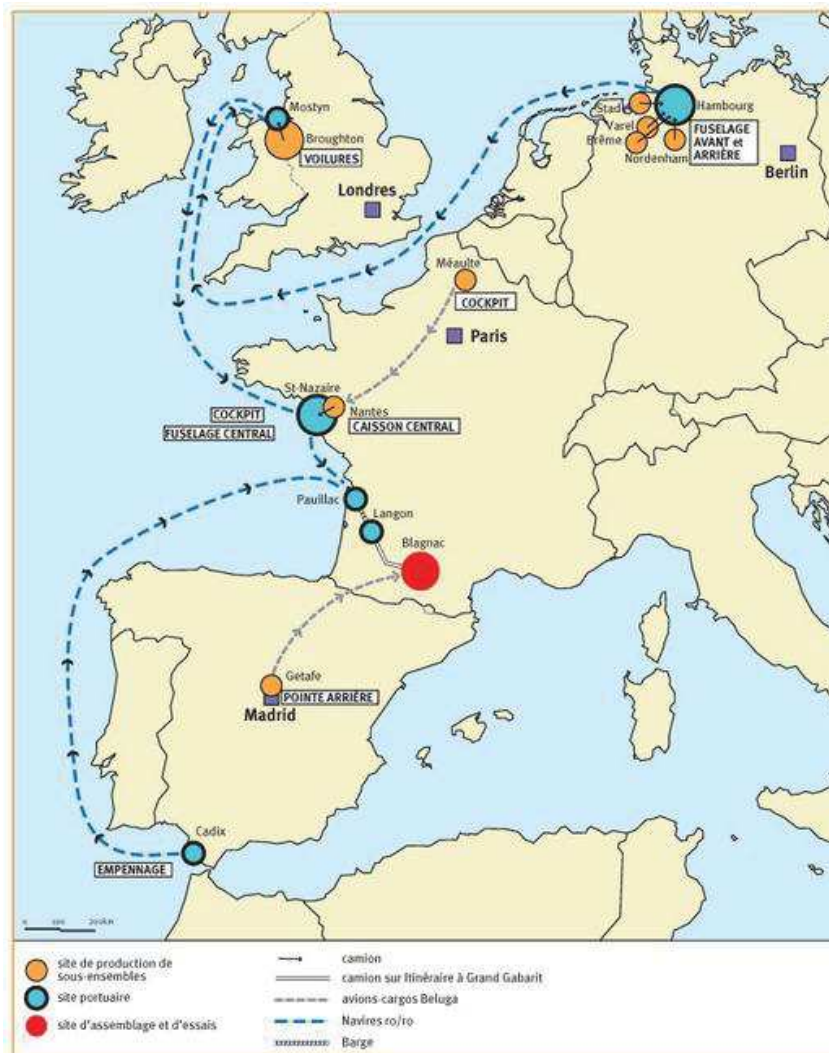 Mostyn
Broughton
VOILURES
Londres
Stade
Hambourg
Varel
Brême
Nordenham
FUSELAGE
AVANT et
ARRIÈRE
Berlin
Méaulte
COCKPIT
Paris
St-Nazaire
Nantes
COCKPIT
FUSELAGE CENTRAL
CAISSON CENTRAL
Pauillac
Langon
Blagnac
Getafe
POINTE ARRIÈRE
Madrid
Cadix
EMPENNAGE
0
200km
site de production de
sous-ensembles
site portuaire
site d'assemblage et d'essais
camion
camion sur Itinéraire à Grand Gabarit
avions-cargos Beluga
Navires ro/ro
Barge